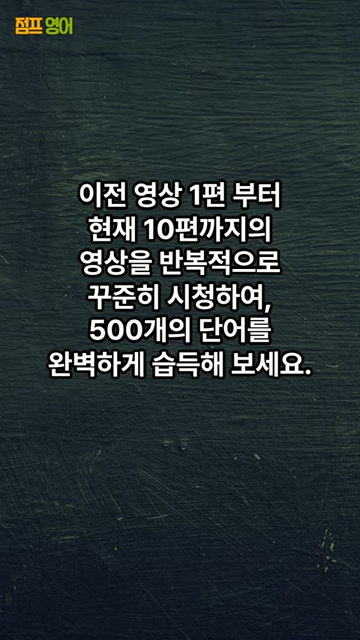 점프 영어
이전 영상 1편 부터
현재 10편까지의
영상을 반복적으로
꾸준히 시청하여,
500개의 단어를
완벽하게 습득해 보세요.